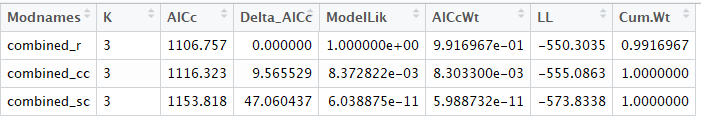 Modnames K AICc Delta_AICc ModelLik AICcWt LL Cum.Wt
combined_r 3 1106.757 0.000000 1.000000e+00 9.916967e-01 -550.3035 0.9916967
combined_cc 3 1116.323 9.565529 8.372822e-03 8.303300e-03 -555.0863 1.0000000
combined_sc 3 1153.818 47.060437 6.038875e-11 5.988732e-11 -573.8338 1.0000000